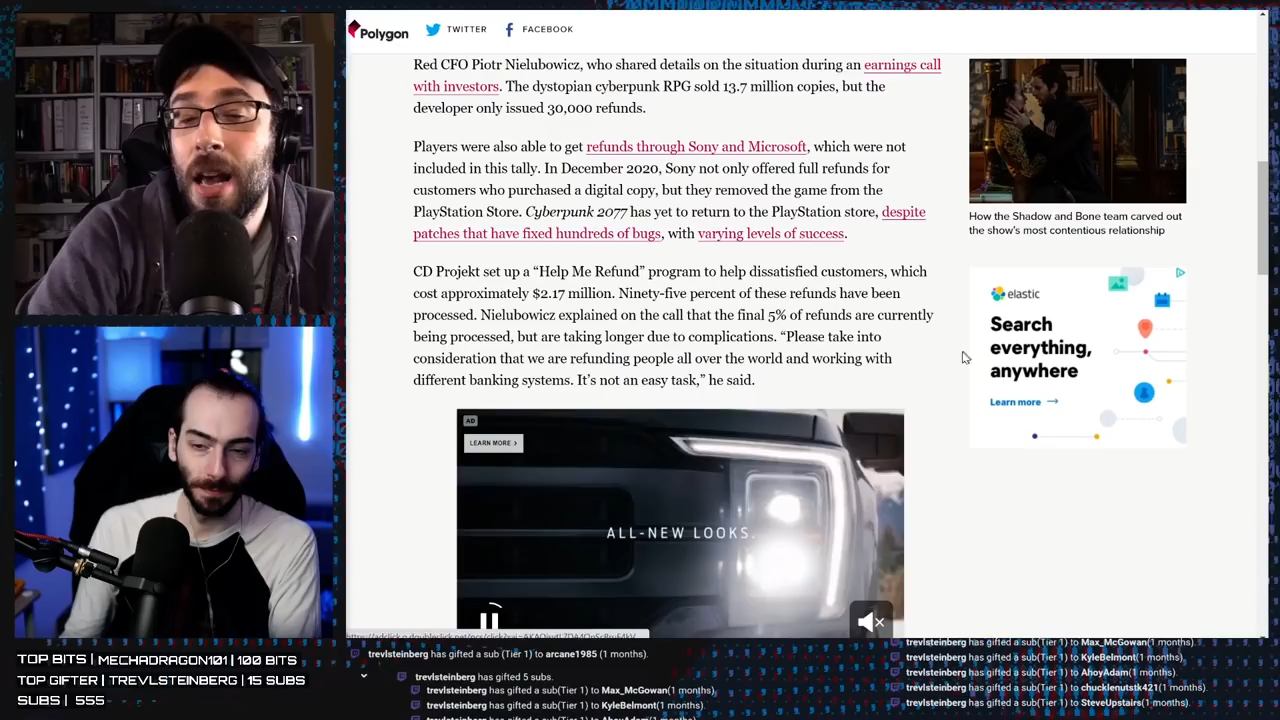 Polygon
TWITTER
FACEBOOK
Red CFO Piotr Nielubowicz, who shared details on the situation during an earnings call
with investors. The dystopian cyberpunk RPG sold 13.7 million copies, but the
developer only issued 30,000 refunds.
Players were also able to get refunds through Sony and Microsoft, which were not
included in this tally. In December 2020, Sony not only offered full refunds for
customers who purchased a digital copy, but they removed the game from the
PlayStation Store. Cyberpunk 2077 has yet to return to the PlayStation store, despite
patches that have fixed hundreds of bugs, with varying levels of success.
CD Projekt set up a “Help Me Refund” program to help dissatisfied customers, which
cost approximately $2.17 million. Ninety-five percent of these refunds have been
processed. Nielubowicz explained on the call that the final 5% of refunds are currently
being processed, but are taking longer due to complications. “Please take into
consideration that we are refunding people all over the world and working with
different banking systems. It’s not an easy task,” he said.
AD
LEARN MORE >
ALL-NEW LOOKS.
How the Shadow and Bone team carved out
the show’s most contentious relationship
elastic
Search
everything,
anywhere
Learn more
TOP BITS | MECHADRAGON101 | 100 BITS
TOP GIFTER | TREVLSTEINBERG | 15 SUBS
SUBS | 555
trevlsteinberg has gifted a sub (Tier 1) to arcane1985 (1 months).
trevlsteinberg has gifted 5 subs.
trevlsteinberg has gifted a sub(Tier 1) to Max_McGowan(1 months).
trevlsteinberg has gifted a sub(Tier 1) to KyleBelmont(1 months).
trevlsteinberg has gifted a sub(Tier 1) to Max_McGowan(1 months).
trevlsteinberg has gifted a sub(Tier 1) to KyleBelmont(1 months).
trevlsteinberg has gifted a sub(Tier 1) to AhoyAdam(1 months).
trevlsteinberg has gifted a sub(Tier 1) to chucklenutstk421(1 months).
trevlsteinberg has gifted a sub(Tier 1) to SteveUpstairs(1 months).